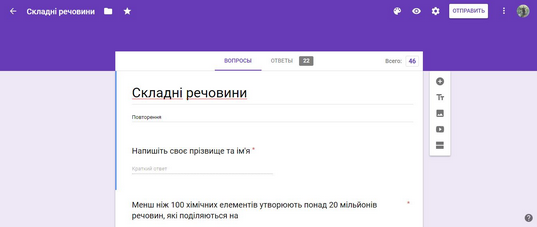 Складні речовини
ОТПРАВИТЬ
ВОПРОСЫ ОТВЕТЫ 22 Всего: 46
Складні речовини
Повторення
Напишіть своє прізвище та ім'я *
Краткий ответ
Менш ніж 100 хімічних елементів утворюють понад 20 мільйонів *
речовин, які поділяються на